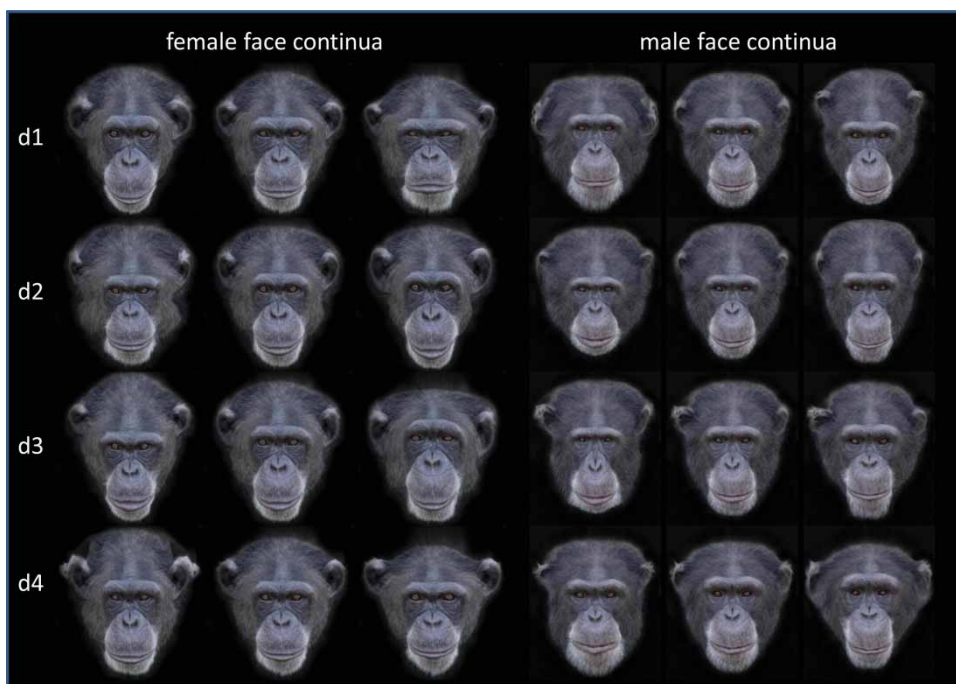 female face continua
male face continua
d1
d2
d3
d4